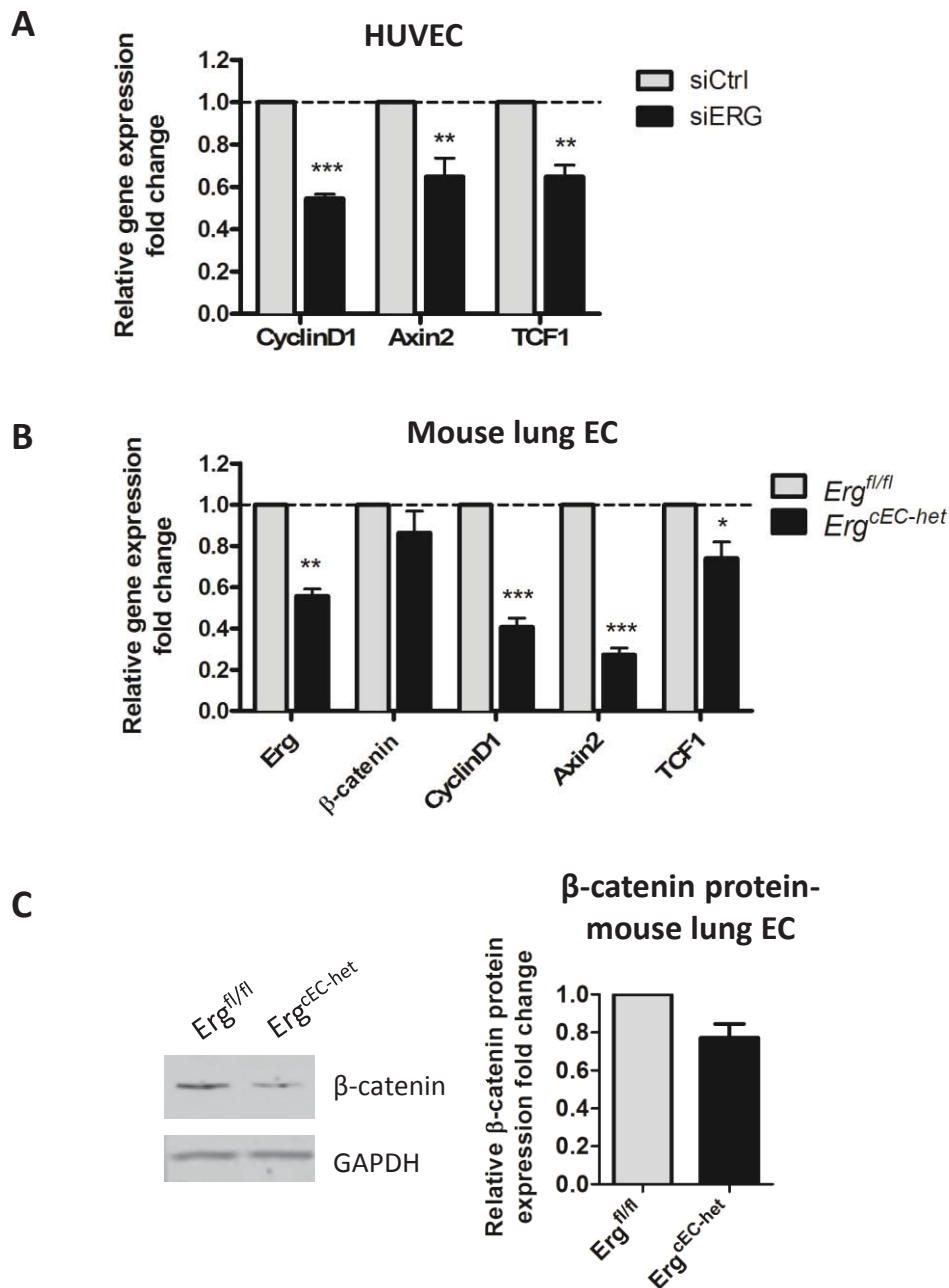 A
HUVEC
Relative gene expression
fold change
1.2
1.0
0.8
0.6
0.4
0.2
0.0
***
**
**
CyclinD1
Axin2
TCF1
siCtrl
siERG
B
Mouse lung EC
Relative gene expression
fold change
1.2
1.0
0.8
0.6
0.4
0.2
0.0
**
***
***
*
Erg
β-catenin
CyclinD1
Axin2
TCF1
Erg^fl/fl
Erg^cEC-het
C
Erg^fl/fl
Erg^cEC-het
β-catenin
GAPDH
β-catenin protein-
mouse lung EC
Relative β-catenin protein
expression fold change
1.0
0.8
0.6
0.4
0.2
0.0
Erg^fl/fl
Erg^cEC-het